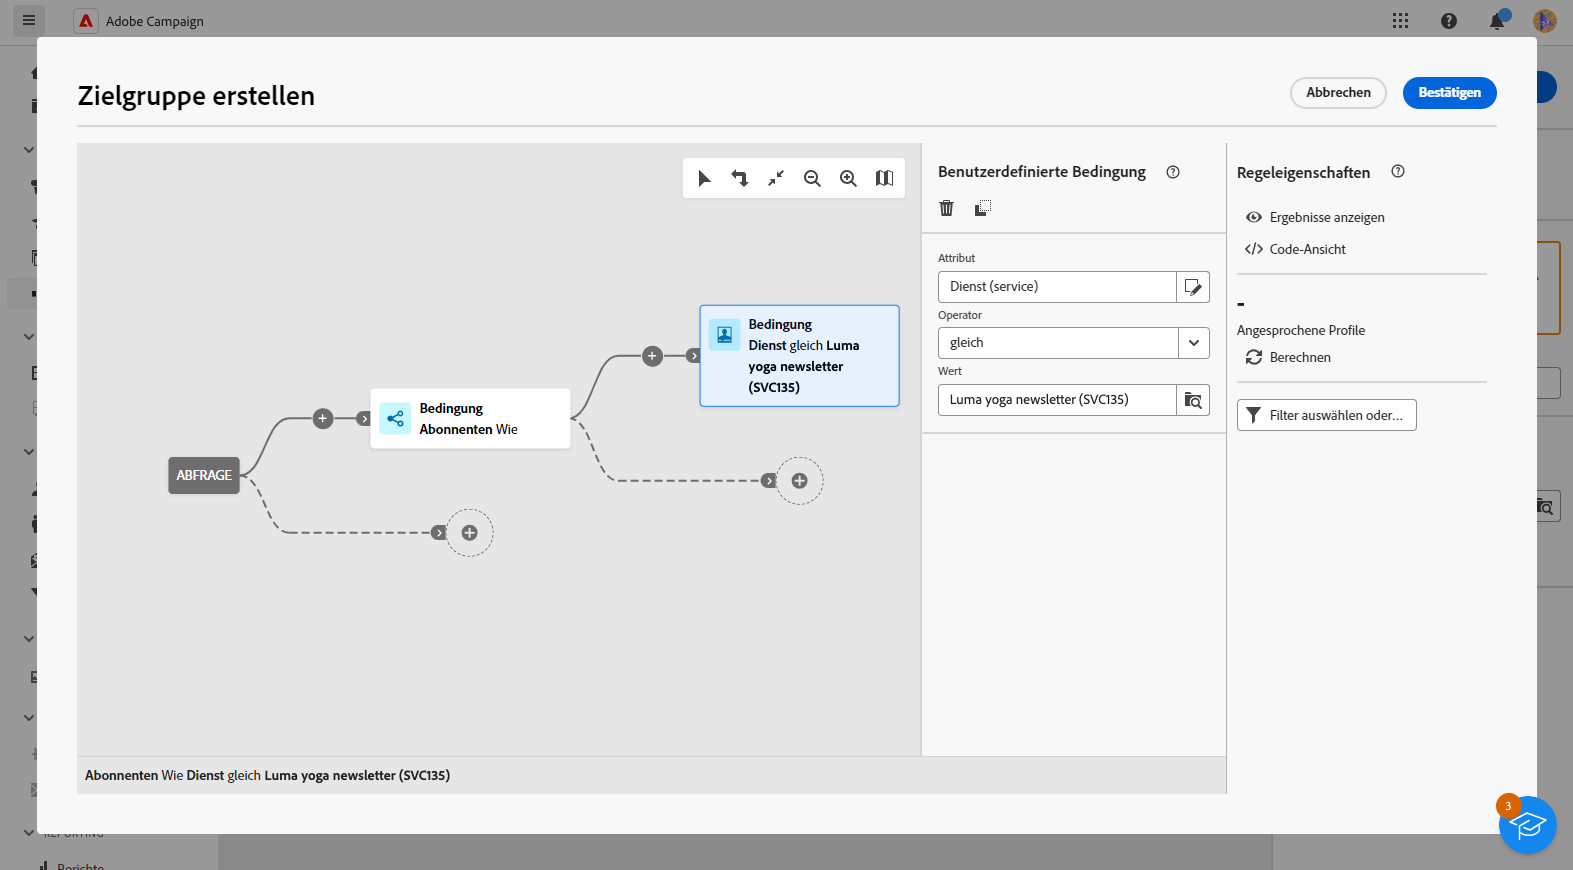 Adobe Campaign
Zielgruppe erstellen
Abbrechen
Bestätigen
Benutzerdefinierte Bedingung
Attribut
Dienst (service)
Operator
gleich
Wert
Luma yoga newsletter (SVC135)
Regeleigenschaften
Ergebnisse anzeigen
</> Code-Ansicht
-
Angesprochene Profile
Berechnen
Filter auswählen oder...
ABFRAGE
Bedingung
Abonnenten Wie
Bedingung
Dienst gleich Luma
yoga newsletter
(SVC135)
Abonnenten Wie Dienst gleich Luma yoga newsletter (SVC135)
3
REPORTING
Berichte